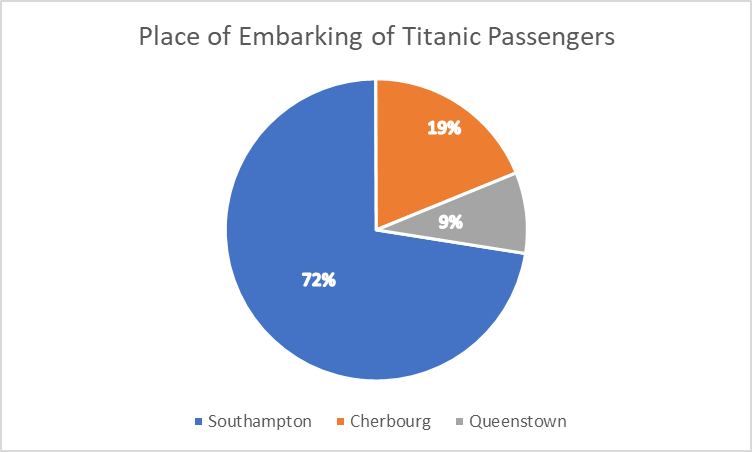 Place of Embarking of Titanic Passengers
19%
9%
72%
Southampton Cherbourg Queenstown